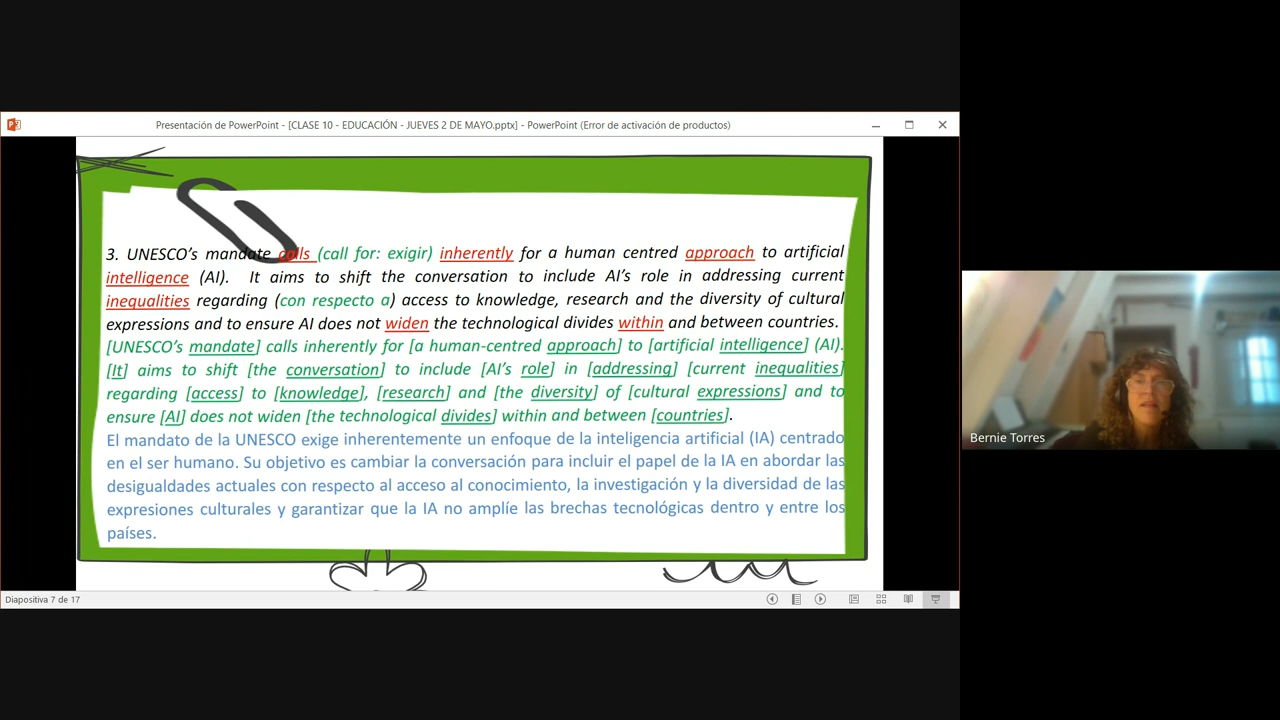 Presentación de PowerPoint - [CLASE 10 - EDUCACIÓN - JUEVES 2 DE MAYO.pptx] - PowerPoint (Error de activación de productos)
3. UNESCO’s mandate calls (call for: exigir) inherently for a human centred approach to artificial
intelligence (AI). It aims to shift the conversation to include AI’s role in addressing current
inequalities regarding (con respecto a) access to knowledge, research and the diversity of cultural
expressions and to ensure AI does not widen the technological divides within and between countries.
[UNESCO’s mandate] calls inherently for [a human-centred approach] to [artificial intelligence] (AI).
[It] aims to shift [the conversation] to include [AI’s role] in [addressing] [current inequalities]
regarding [access] to [knowledge], [research] and [the diversity] of [cultural expressions] and to
ensure [AI] does not widen [the technological divides] within and between [countries].
El mandato de la UNESCO exige inherentemente un enfoque de la inteligencia artificial (IA) centrado
en el ser humano. Su objetivo es cambiar la conversación para incluir el papel de la IA en abordar las
desigualdades actuales con respecto al acceso al conocimiento, la investigación y la diversidad de las
expresiones culturales y garantizar que la IA no amplíe las brechas tecnológicas dentro y entre los
países.
Bernie Torres
Diapositiva 7 de 17